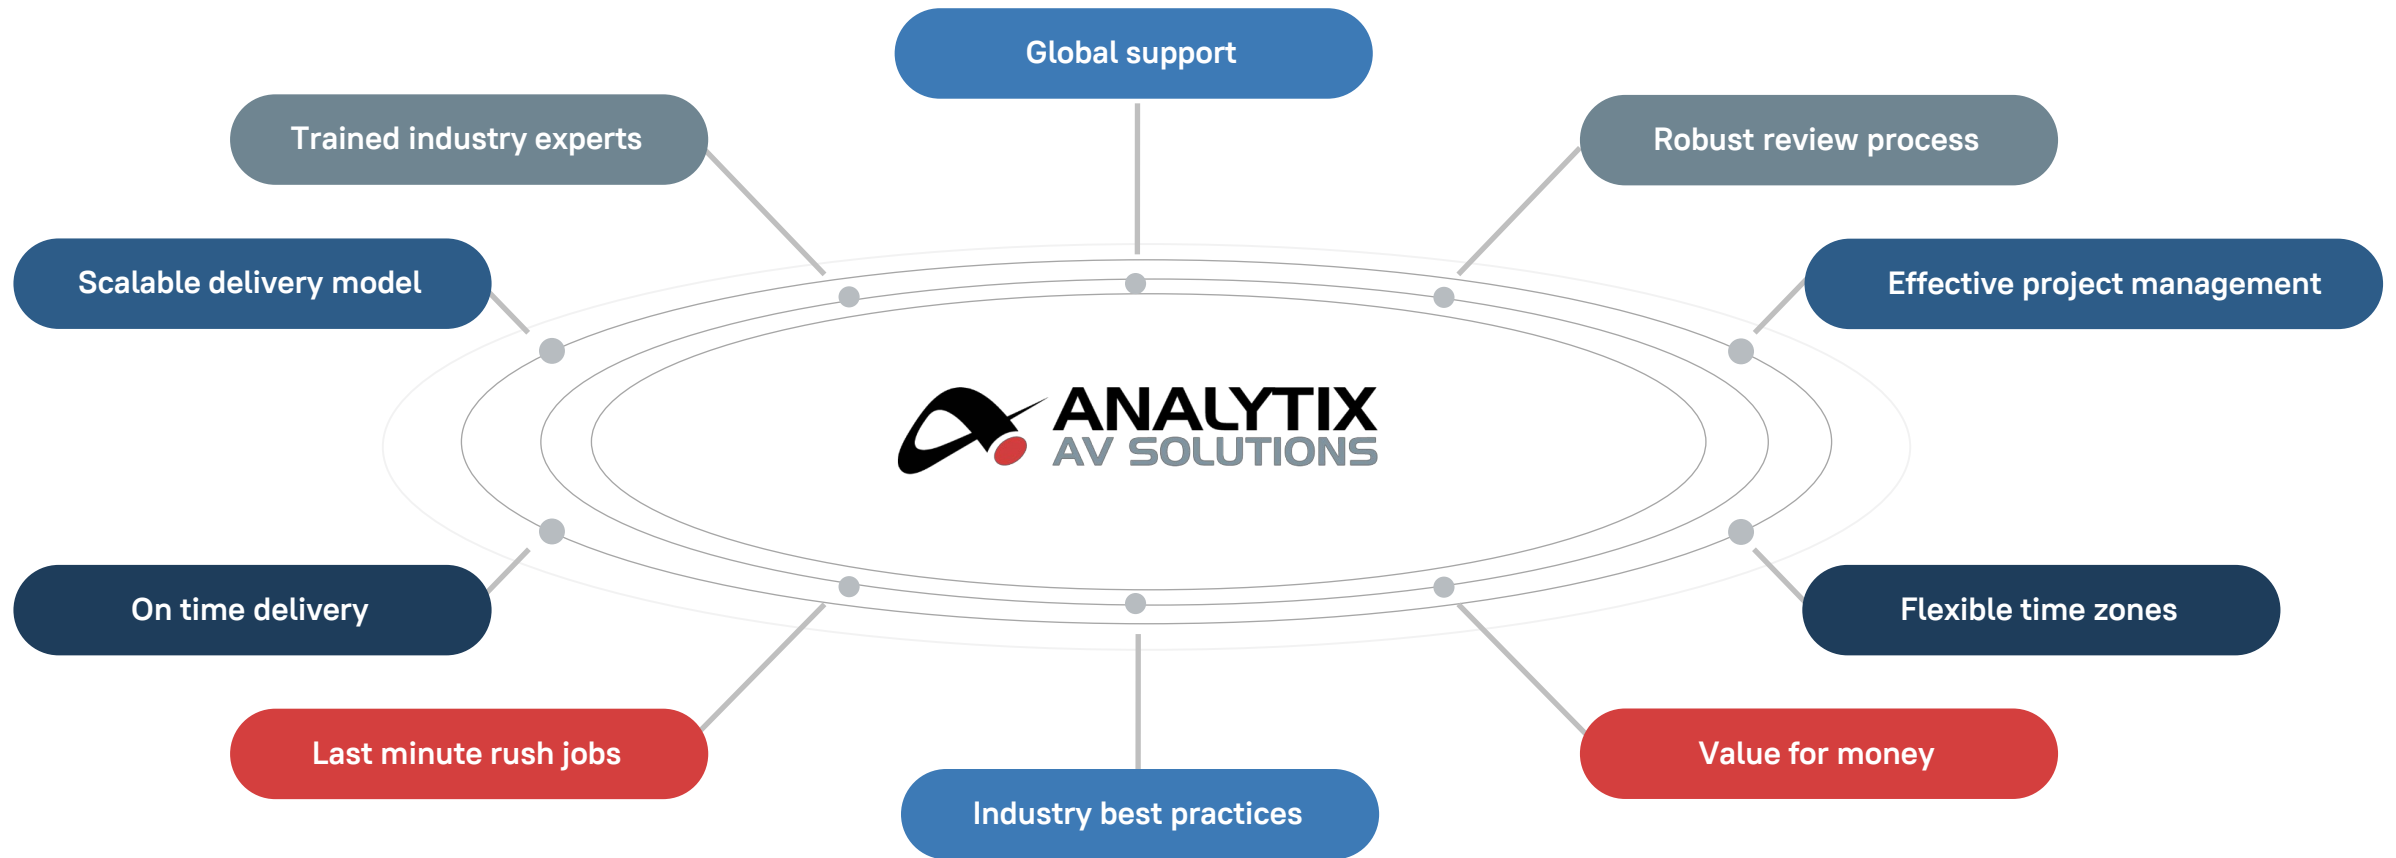 Global support
Trained industry experts
Robust review process
Scalable delivery model
Effective project management
ANALYTIX
AV SOLUTIONS
On time delivery
Flexible time zones
Last minute rush jobs
Value for money
Industry best practices